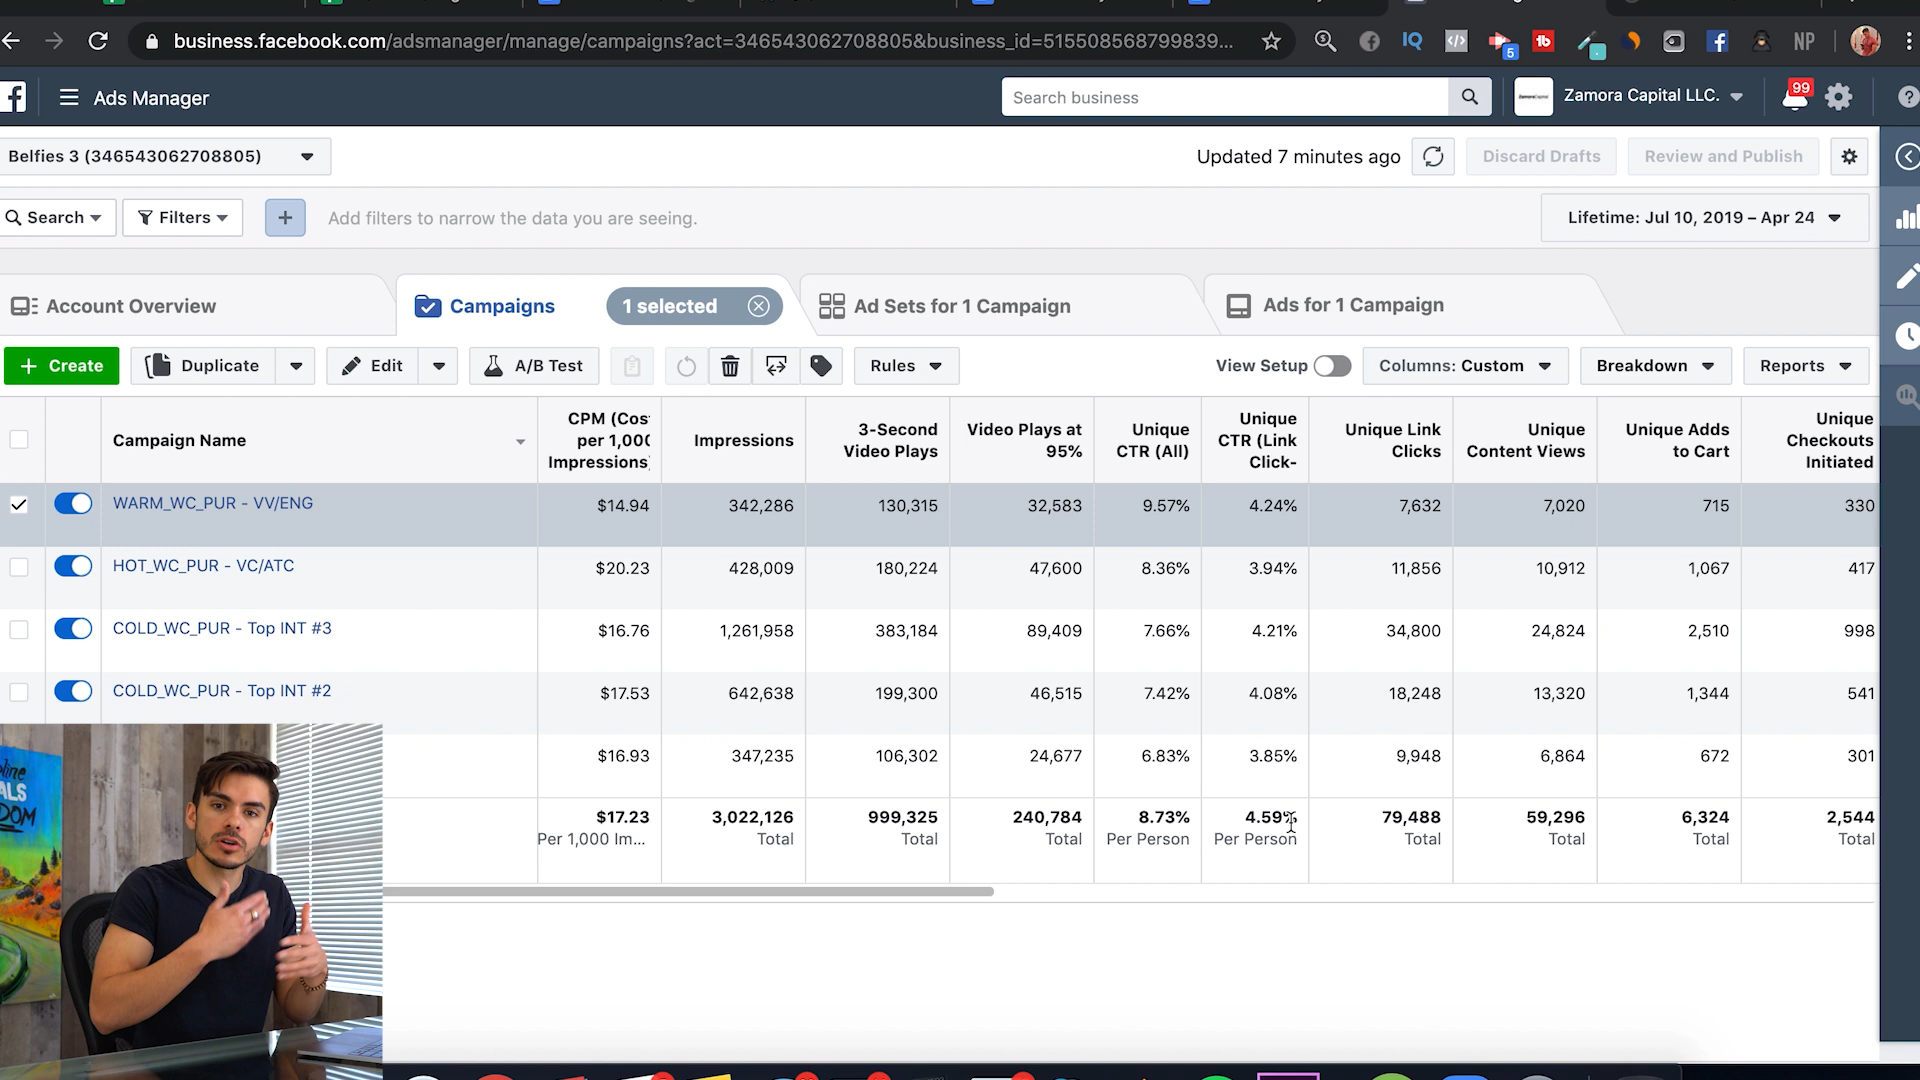 business.facebook.com/adsmanager/manage/campaigns?act=346543062708805&business_id=515508568799839...
IQ
5
tb
NP
f
Ads Manager
Search business
Zamora Capital LLC.
99
Belfies 3 (346543062708805)
Updated 7 minutes ago
Discard Drafts
Review and Publish
Search
Filters
+
Add filters to narrow the data you are seeing.
Lifetime: Jul 10, 2019 – Apr 24
Account Overview
Campaigns
1 selected
Ad Sets for 1 Campaign
Ads for 1 Campaign
+ Create
Duplicate
Edit
A/B Test
Rules
View Setup
Columns: Custom
Breakdown
Reports
Campaign Name
CPM (Cos
per 1,000
Impressions)
Impressions
3-Second
Video Plays
Video Plays at
95%
Unique
CTR (All)
Unique
CTR (Link
Click-
Unique Link
Clicks
Unique
Content Views
Unique Adds
to Cart
Unique
Checkouts
Initiated
WARM_WC_PUR - VV/ENG $14.94 342,286 130,315 32,583 9.57% 4.24% 7,632 7,020 715 330
HOT_WC_PUR - VC/ATC $20.23 428,009 180,224 47,600 8.36% 3.94% 11,856 10,912 1,067 417
COLD_WC_PUR - Top INT #3 $16.76 1,261,958 383,184 89,409 7.66% 4.21% 34,800 24,824 2,510 998
COLD_WC_PUR - Top INT #2 $17.53 642,638 199,300 46,515 7.42% 4.08% 18,248 13,320 1,344 541
$16.93 347,235 106,302 24,677 6.83% 3.85% 9,948 6,864 672 301
$17.23 3,022,126 999,325 240,784 8.73% 4.59% 79,488 59,296 6,324 2,544
Per 1,000 Im... Total Total Total Per Person Per Person Total Total Total Total